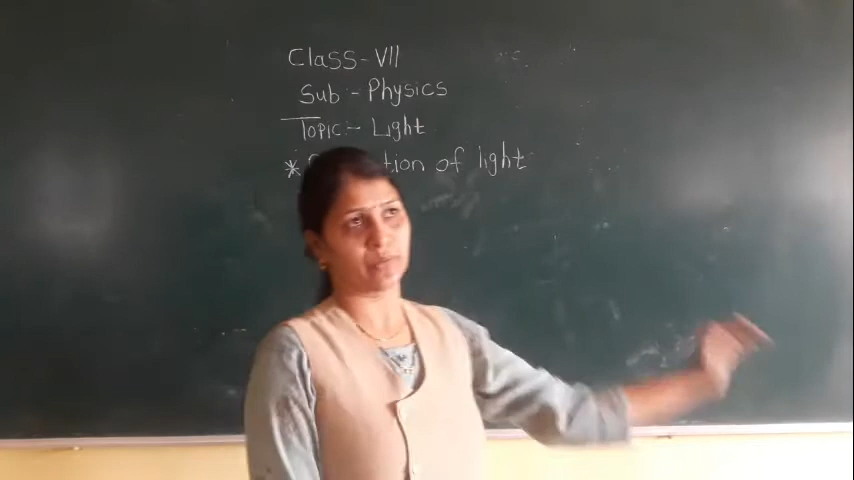 Class-VII
Sub :- Physics
Topic :- Light
* tion of light